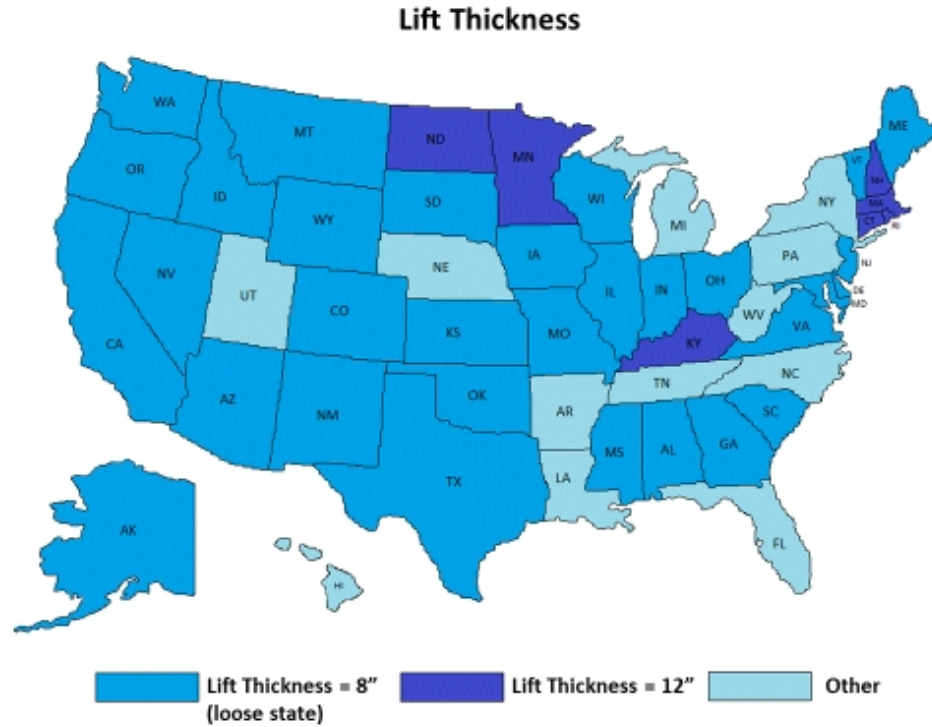 Lift Thickness
WA
MT
ND
MN
ME
OR
ID
WY
SD
WI
MI
NY
VT
NH
MA
CT
RI
NV
UT
NE
IA
PA
NJ
CA
CO
KS
MO
IL
IN
OH
WV
DE
MD
VA
KY
AZ
NM
OK
AR
TN
NC
SC
TX
LA
MS
AL
GA
FL
AK
HI
Lift Thickness = 8”
(loose state)
Lift Thickness = 12”
Other